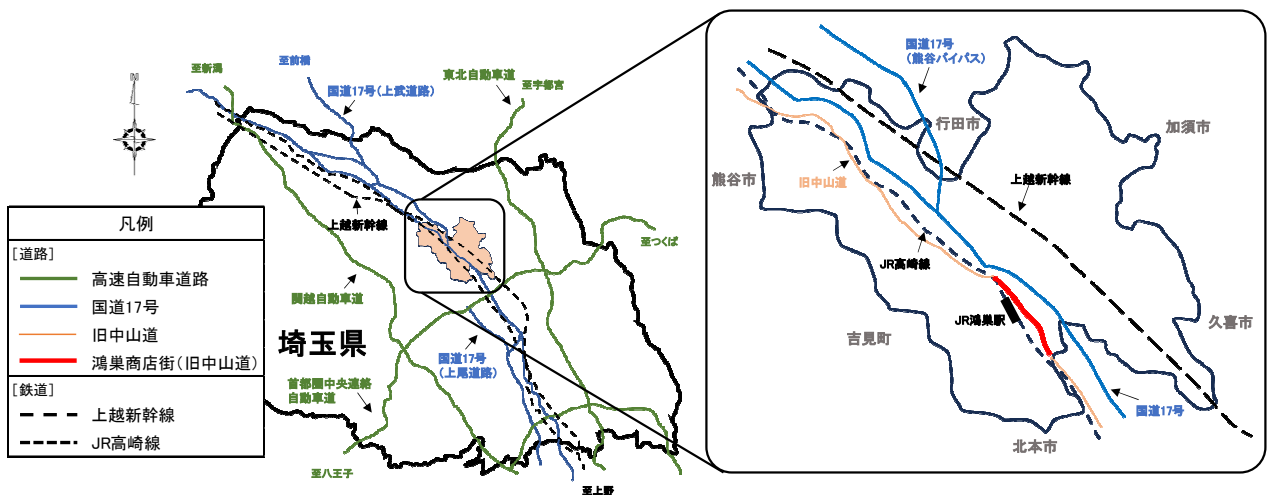 N
至新潟
至前橋
国道17号(上武道路)
東北自動車道
至宇都宮
上越新幹線
至つくば
関越自動車道
埼玉県
国道17号
(上尾道路)
首都圏中央連絡
自動車道
至八王子
至上野
凡例
[道路]
高速自動車道路
国道17号
旧中山道
鴻巣商店街(旧中山道)
[鉄道]
上越新幹線
JR高崎線
国道17号
(熊谷バイパス)
行田市
加須市
熊谷市
旧中山道
上越新幹線
JR高崎線
JR鴻巣駅
吉見町
久喜市
国道17号
北本市